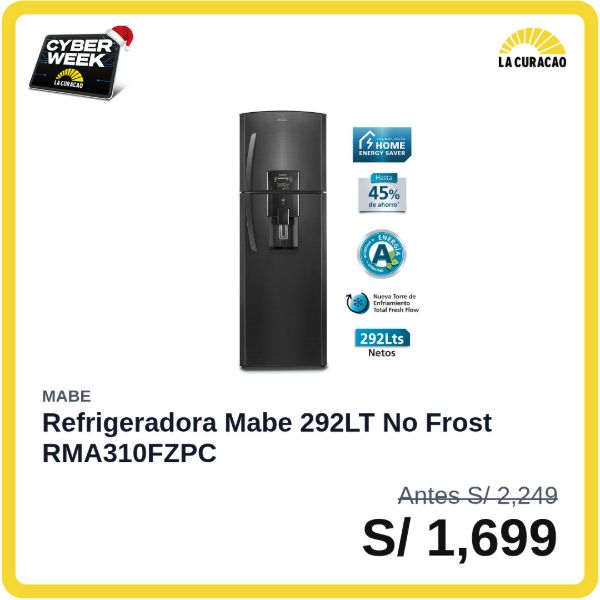 CYBER
WEEK
LA CURACAO
LA CURACAO
HOME
ENERGY SAVER
Hasta
45%
de ahorro*
ENERGÍA
A
Nueva Torre de
Enfriamiento
Total Fresh Flow
292Lts
Netos
MABE
Refrigeradora Mabe 292LT No Frost
RMA310FZPC
Antes S/ 2,249
S/ 1,699